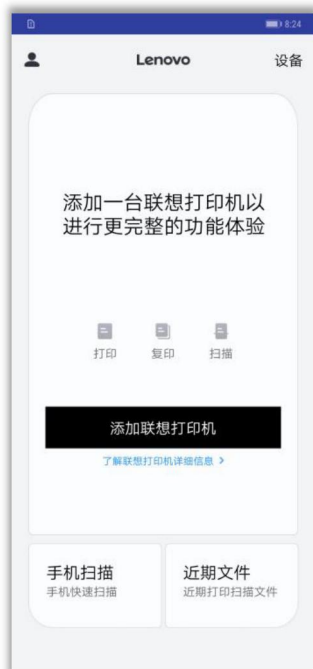 8:24
Lenovo
设备
添加一台联想打印机以
进行更完整的功能体验
打印
复印
扫描
添加联想打印机
了解联想打印机详细信息 >
手机扫描
手机快速扫描
近期文件
近期打印扫描文件